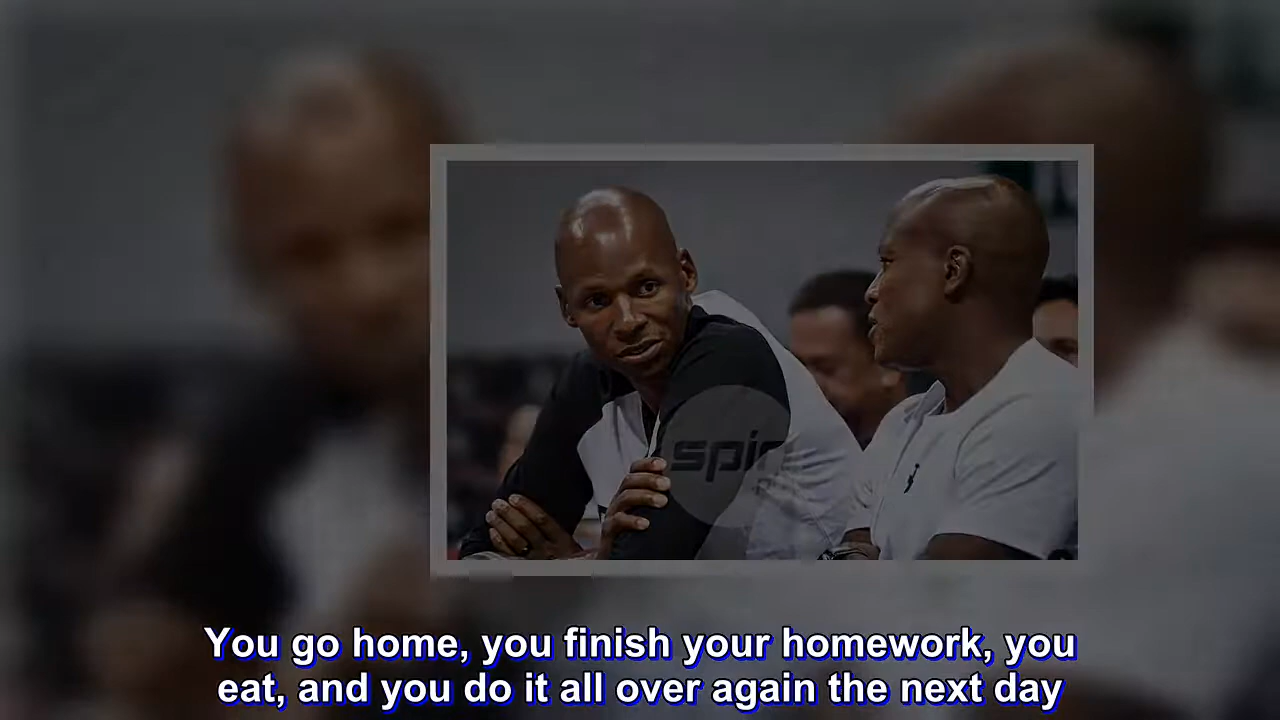 spin
You go home, you finish your homework, you
eat, and you do it all over again the next day